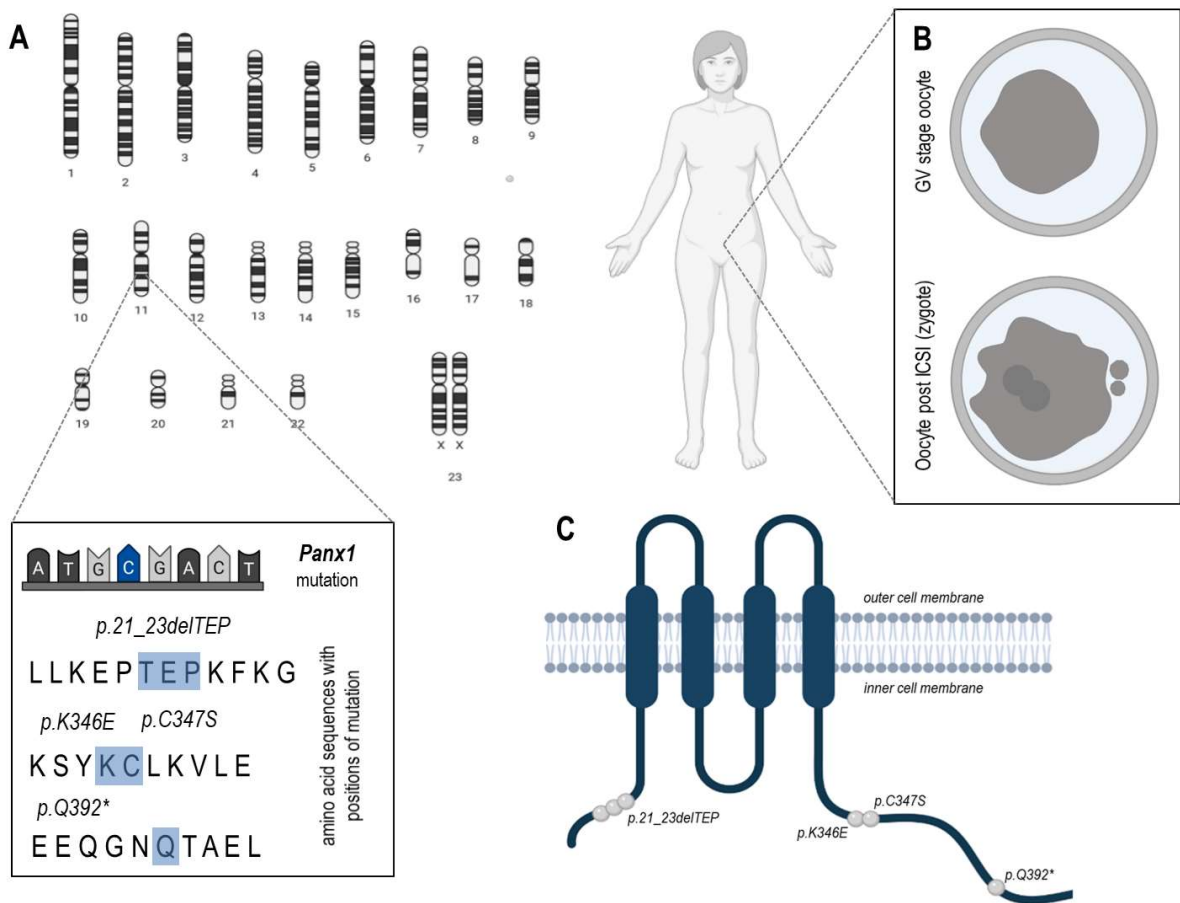 A
1 2 3 4 5 6 7 8 9
10 11 12 13 14 15 16 17 18
19 20 21 22
X X
23
B
GV stage oocyte
Oocyte post ICSI (zygote)
A T G C G A C T
Panx1
mutation
p.21_23delTEP
L L K E P T E P K F K G
p.K346E p.C347S
K S Y K C L K V L E
p.Q392*
E E Q G N Q T A E L
amino acid sequences with
positions of mutation
C
outer cell membrane
inner cell membrane
p.21_23delTEP
p.C347S
p.K346E
p.Q392*